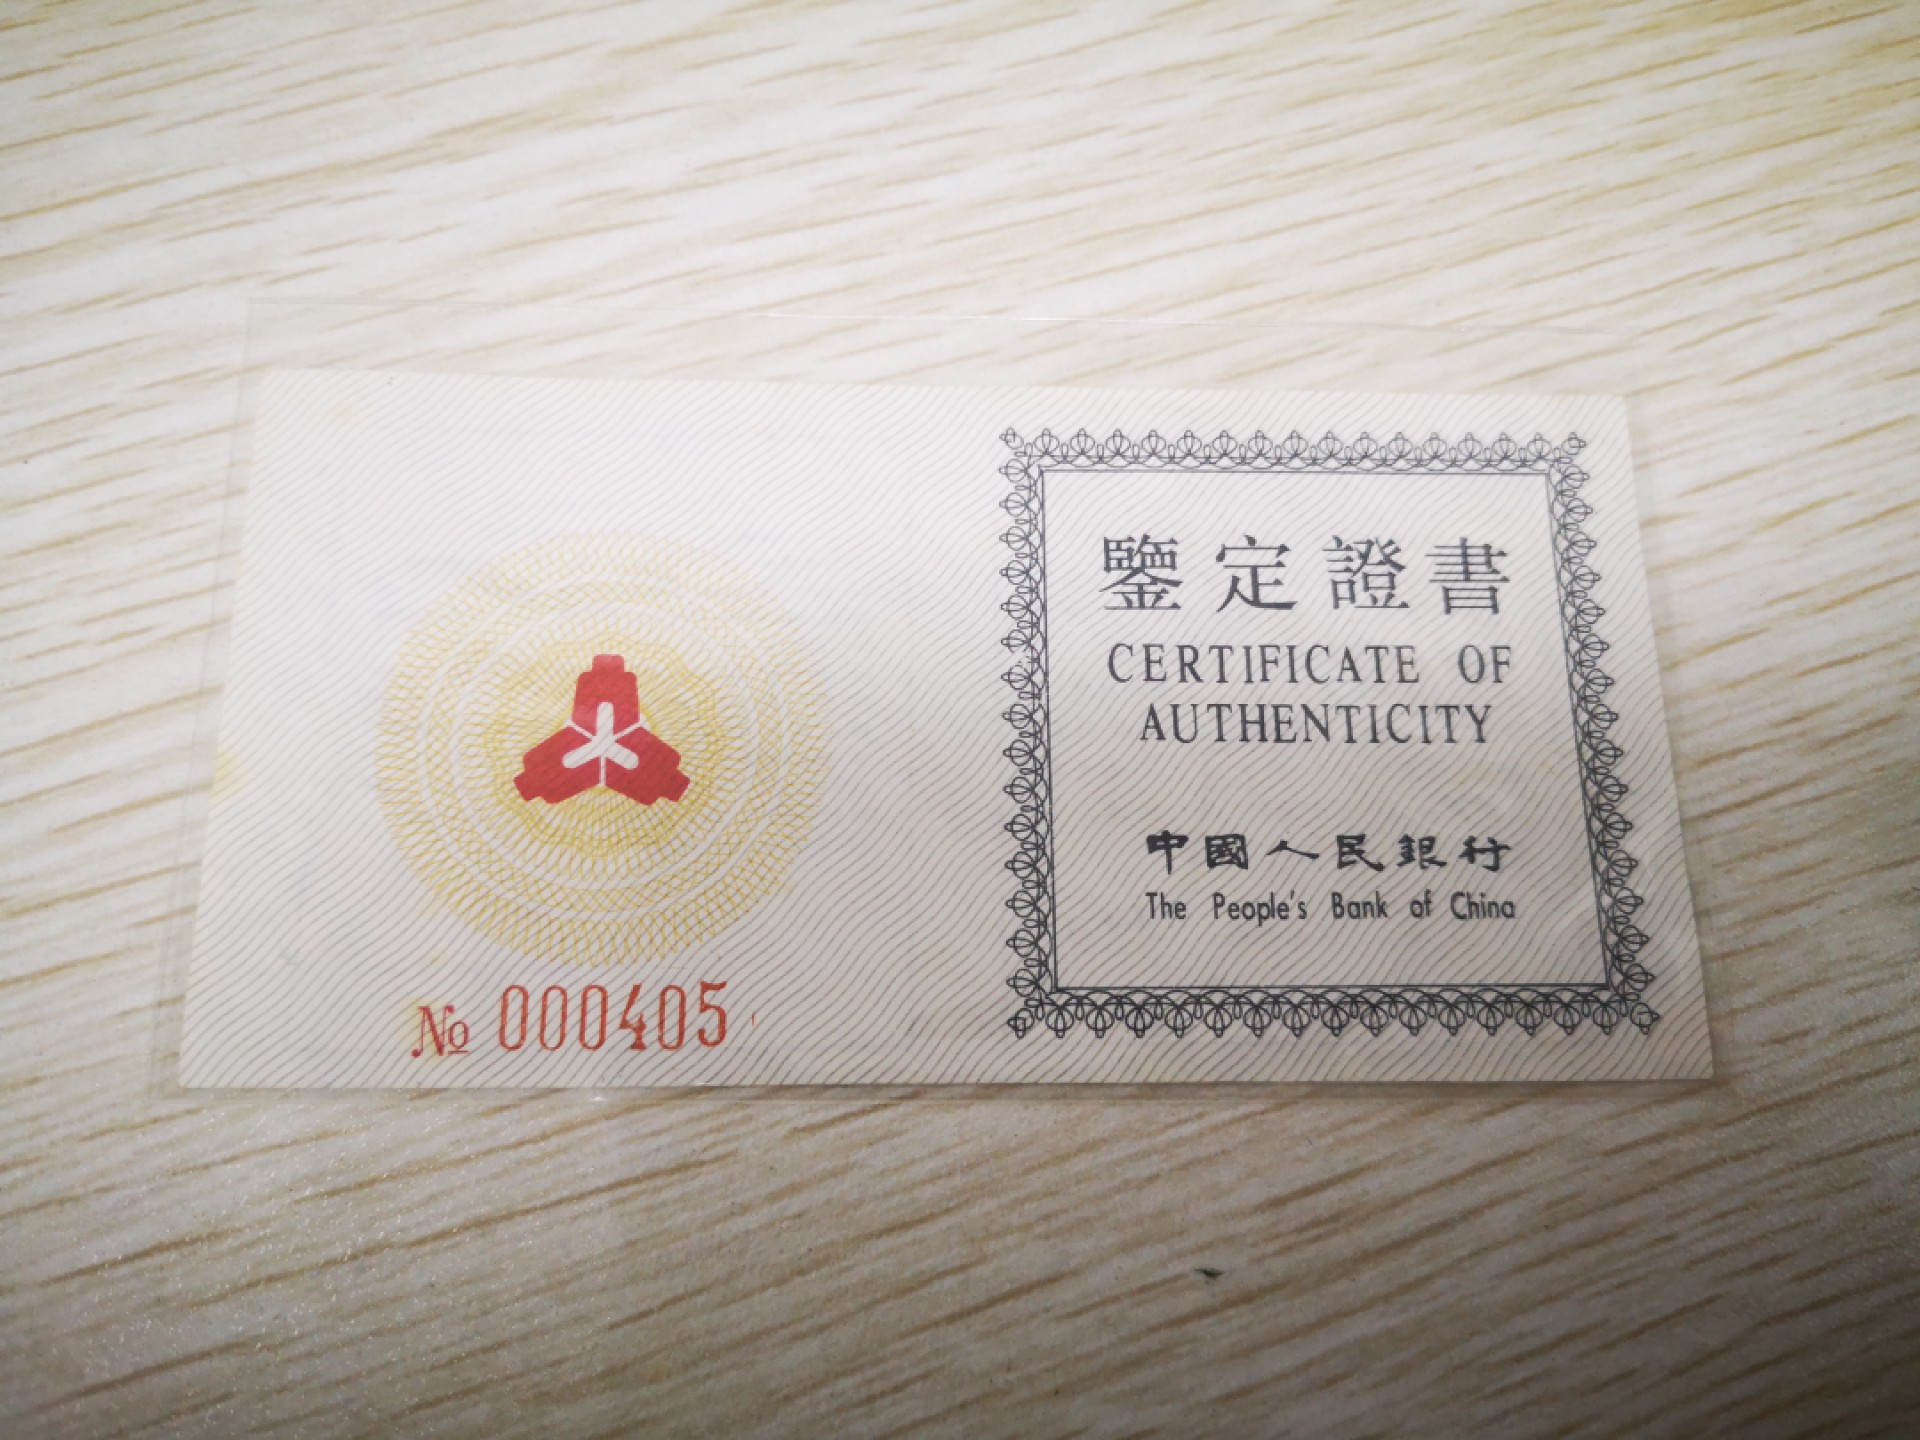 鑒定證書
CERTIFICATE OF
AUTHENTICITY
中國人民銀行
The People's Bank of China
№ 000405